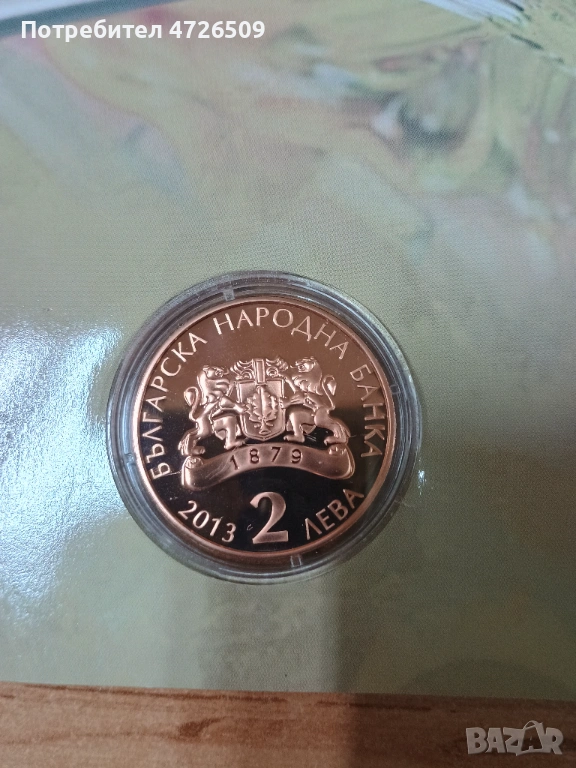 Потребител 4726509
БЪЛГАРСКА НАРОДНА БАНКА
1879
2013 2 ЛЕВА
BAZAR